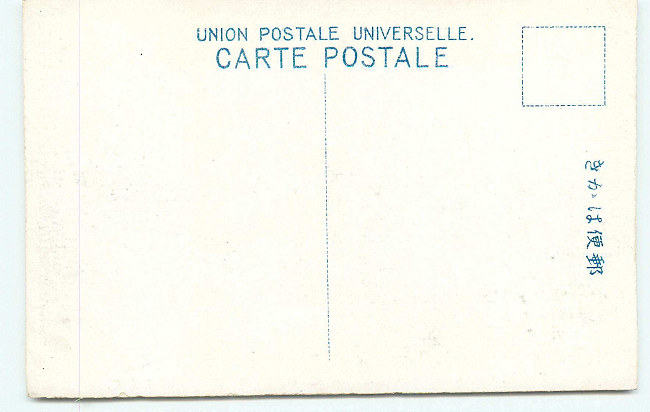 UNION POSTALE UNIVERSELLE.
CARTE POSTALE
郵便はがき